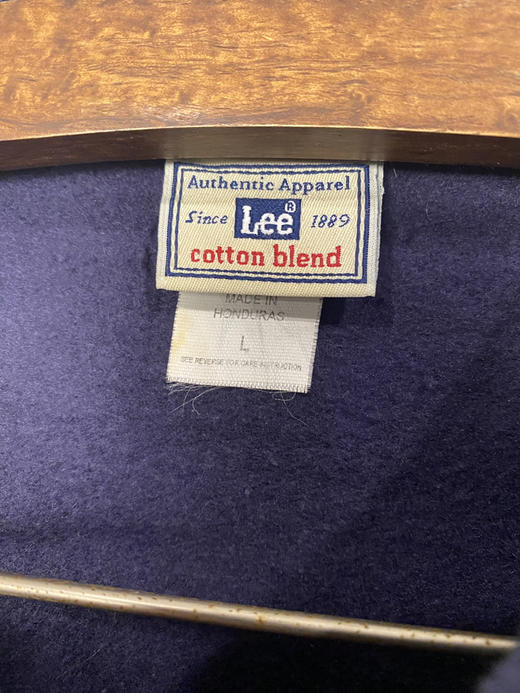 Authentic Apparel
Since Lee® 1889
cotton blend
MADE IN
HONDURAS
L
SEE REVERSE FOR CARE INSTRUCTION